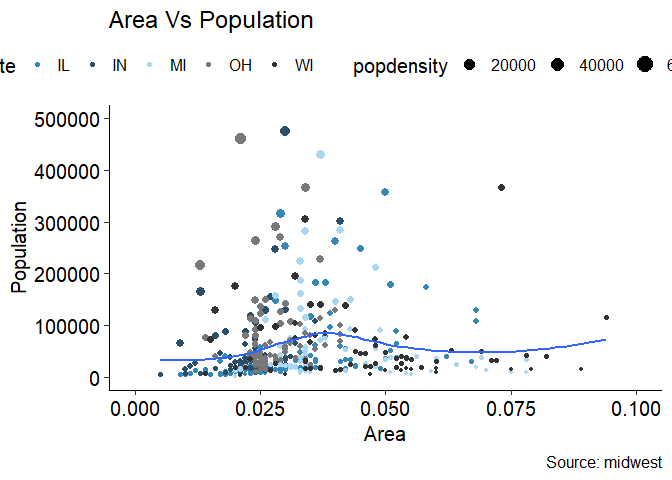 Area Vs Population
te IL IN MI OH WI popdensity 20000 40000 6
500000
400000
300000
200000
100000
0
Population
0.000 0.025 0.050 0.075 0.100
Area
Source: midwest